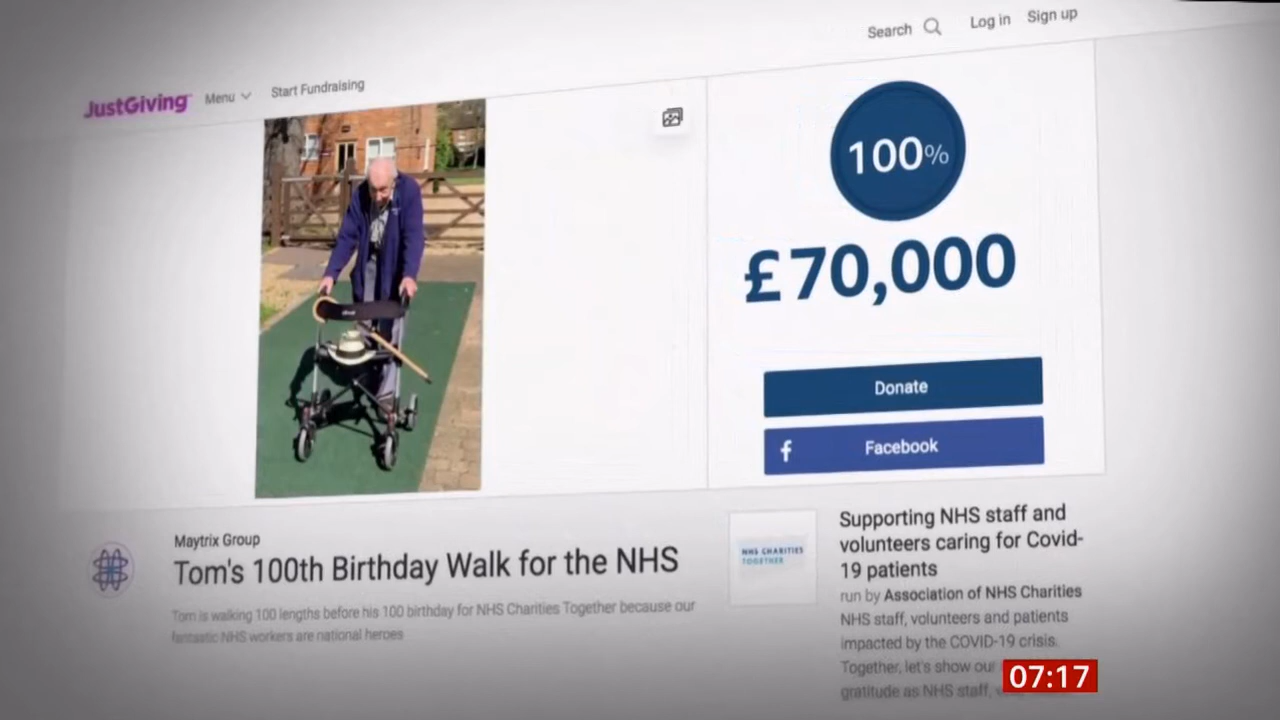 Search
Log in
Sign up
JustGiving
Menu
Start Fundraising
100%
£70,000
Donate
f
Facebook
Maytrix Group
Tom's 100th Birthday Walk for the NHS
Tom is walking 100 lengths before his 100 birthday for NHS Charities Together because our
fantastic NHS workers are national heroes
NHS CHARITIES
TOGETHER
Supporting NHS staff and
volunteers caring for Covid-
19 patients
run by Association of NHS Charities
NHS staff, volunteers and patients
impacted by the COVID-19 crisis.
Together, let's show our
gratitude as NHS staff,
07:17